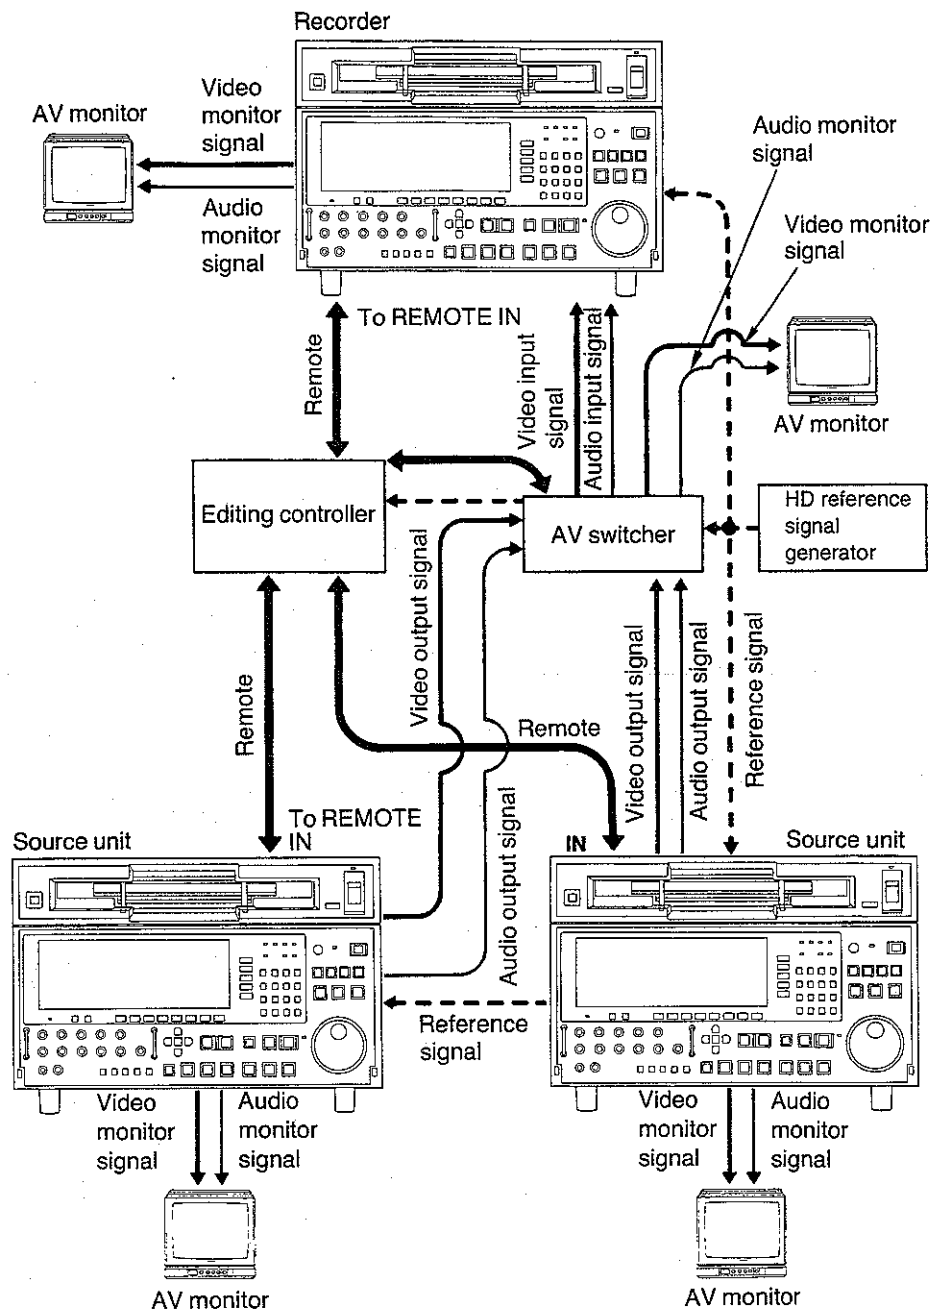 Recorder
AV monitor
Video
monitor
signal
Audio
monitor
signal
Audio monitor
signal
Video monitor
signal
AV monitor
To REMOTE IN
Remote
Video input
signal
Audio input signal
Editing controller
AV switcher
HD reference
signal
generator
Video output signal
Remote
Remote
Video output signal
Audio output signal
Reference signal
To REMOTE
IN
Source unit
Audio output signal
IN
Source unit
Reference
signal
Video
monitor
signal
Audio
monitor
signal
Video
monitor
signal
Audio
monitor
signal
AV monitor
AV monitor